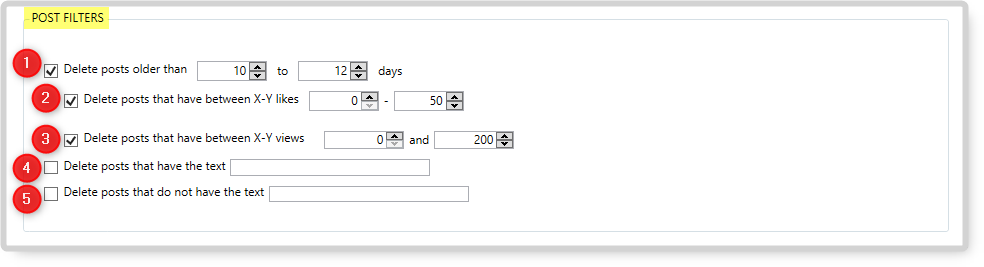 POST FILTERS
1 Delete posts older than 10 to 12 days
2 Delete posts that have between X-Y likes 0 - 50
3 Delete posts that have between X-Y views 0 and 200
4 Delete posts that have the text
5 Delete posts that do not have the text